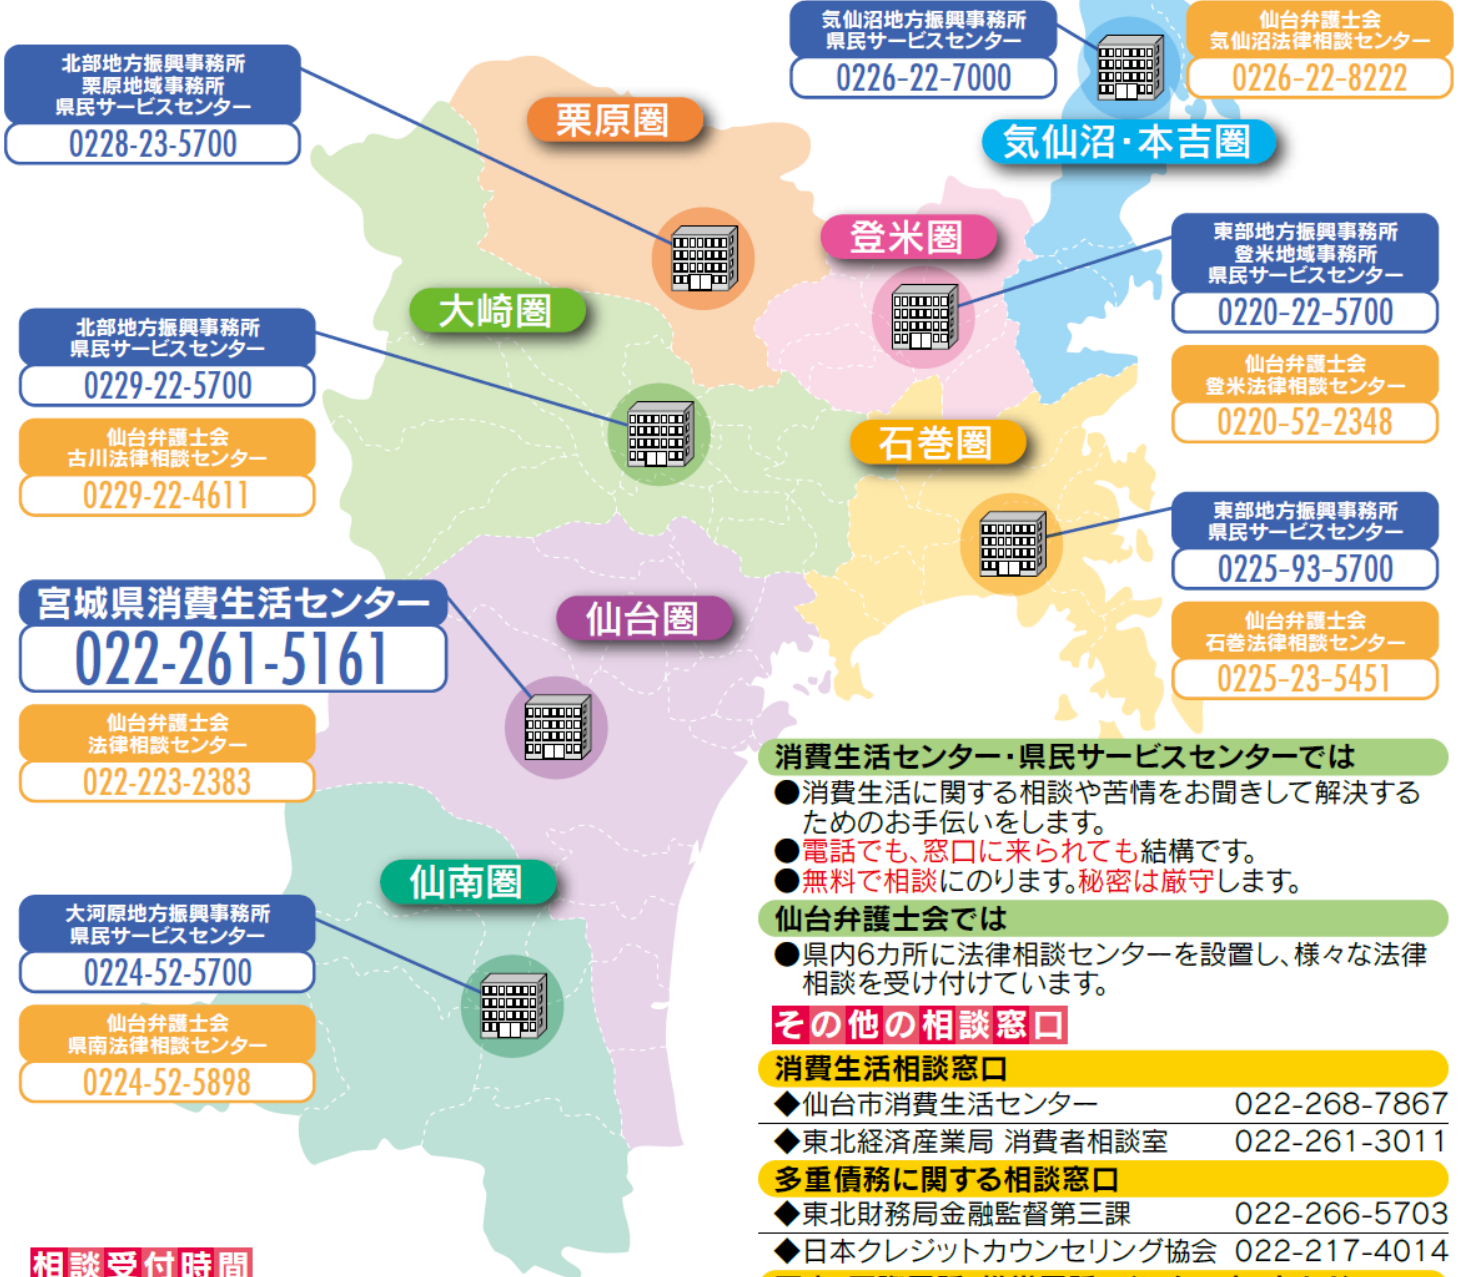 気仙沼地方振興事務所
県民サービスセンター
0226-22-7000
仙台弁護士会
気仙沼法律相談センター
0226-22-8222
北部地方振興事務所
栗原地域事務所
県民サービスセンター
0228-23-5700
栗原圏
気仙沼・本吉圏
登米圏
東部地方振興事務所
登米地域事務所
県民サービスセンター
0220-22-5700
大崎圏
北部地方振興事務所
県民サービスセンター
0229-22-5700
仙台弁護士会
登米法律相談センター
0220-52-2348
仙台弁護士会
古川法律相談センター
0229-22-4611
石巻圏
東部地方振興事務所
県民サービスセンター
0225-93-5700
宮城県消費生活センター
022-261-5161
仙台圏
仙台弁護士会
石巻法律相談センター
0225-23-5451
仙台弁護士会
法律相談センター
022-223-2383
仙南圏
大河原地方振興事務所
県民サービスセンター
0224-52-5700
仙台弁護士会
県南法律相談センター
0224-52-5898
消費生活センター・県民サービスセンターでは
●消費生活に関する相談や苦情をお聞きして解決する
ためのお手伝いをします。
●電話でも、窓口に来られても結構です。
●無料で相談にのります。秘密は厳守します。
仙台弁護士会では
●県内6カ所に法律相談センターを設置し、様々な法律
相談を受け付けています。
その他の相談窓口
消費生活相談窓口
◆仙台市消費生活センター 022-268-7867
◆東北経済産業局 消費者相談室 022-261-3011
多重債務に関する相談窓口
◆東北財務局金融監督第三課 022-266-5703
◆日本クレジットカウンセリング協会 022-217-4014
相談受付時間